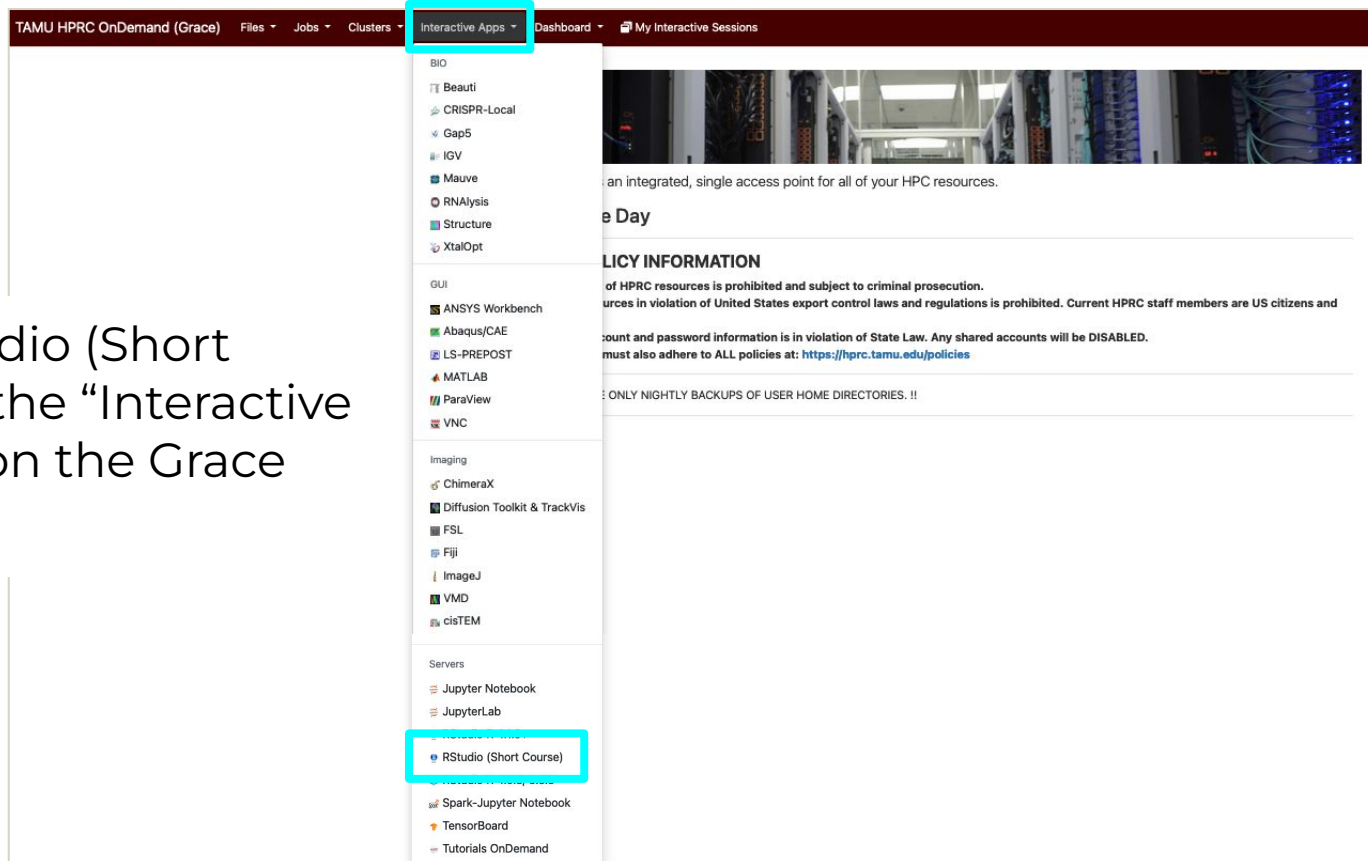 TAMU HPRC OnDemand (Grace) Files Jobs Clusters Interactive Apps Dashboard My Interactive Sessions
BIO
Beauti
CRISPR-Local
Gap5
IGV
Mauve
RNAlysis
Structure
XtalOpt
GUI
ANSYS Workbench
Abaqus/CAE
LS-PREPOST
MATLAB
ParaView
VNC
Imaging
ChimeraX
Diffusion Toolkit & TrackVis
FSL
Fiji
ImageJ
VMD
cisTEM
Servers
Jupyter Notebook
JupyterLab
RStudio (Short Course)
Spark-Jupyter Notebook
TensorBoard
Tutorials OnDemand
an integrated, single access point for all of your HPC resources.
e Day
LICY INFORMATION
of HPRC resources is prohibited and subject to criminal prosecution.
urces in violation of United States export control laws and regulations is prohibited. Current HPRC staff members are US citizens and
count and password information is in violation of State Law. Any shared accounts will be DISABLED.
must also adhere to ALL policies at: https://hprc.tamu.edu/policies
E ONLY NIGHTLY BACKUPS OF USER HOME DIRECTORIES. !!
dio (Short
the “Interactive
on the Grace